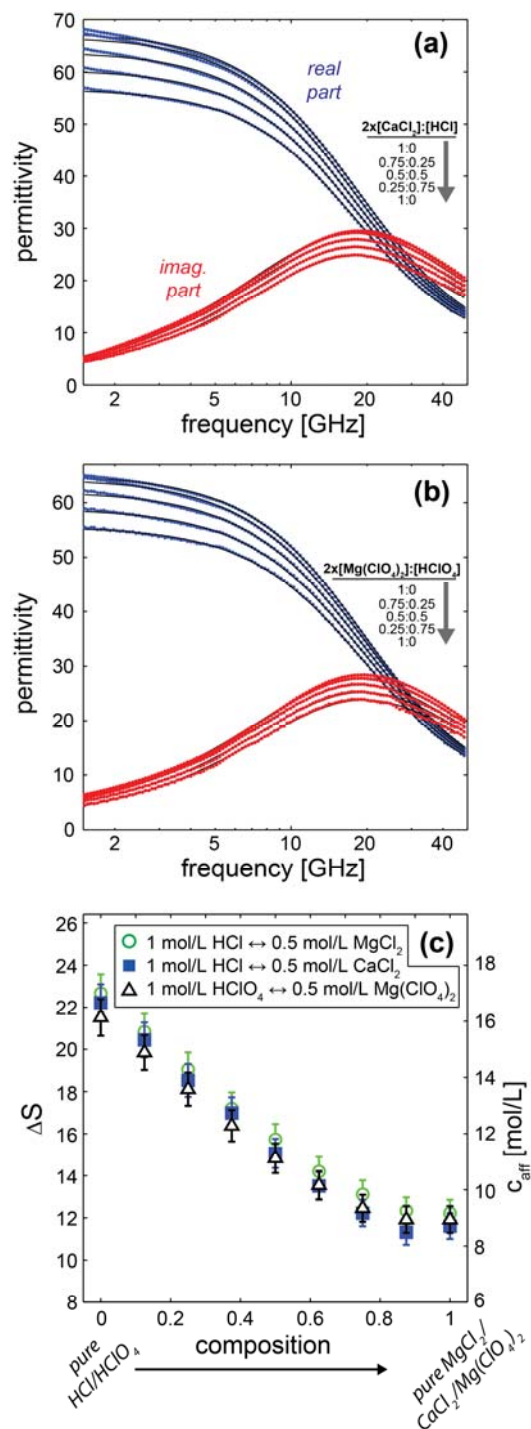 (a)
70
60
50
40
30
20
10
0
permittivity
real
part
imag.
part
2x[CaCl₂]:[HCl]
1:0
0.75:0.25
0.5:0.5
0.25:0.75
1:0
2 5 10 20 40
frequency [GHz]
(b)
60
50
40
30
20
10
0
permittivity
2x[Mg(ClO₄)₂]:[HClO₄]
1:0
0.75:0.25
0.5:0.5
0.25:0.75
1:0
2 5 10 20 40
frequency [GHz]
26
24
22
20
18
16
14
12
10
8
ΔS
1 mol/L HCl ↔ 0.5 mol/L MgCl₂
1 mol/L HCl ↔ 0.5 mol/L CaCl₂
1 mol/L HClO₄ ↔ 0.5 mol/L Mg(ClO₄)₂
(c)
18
16
14
12
10
8
6
c_aff [mol/L]
0 0.2 0.4 0.6 0.8 1
composition
pure
HCl/HClO₄
pure MgCl₂/
CaCl₂/Mg(ClO₄)₂